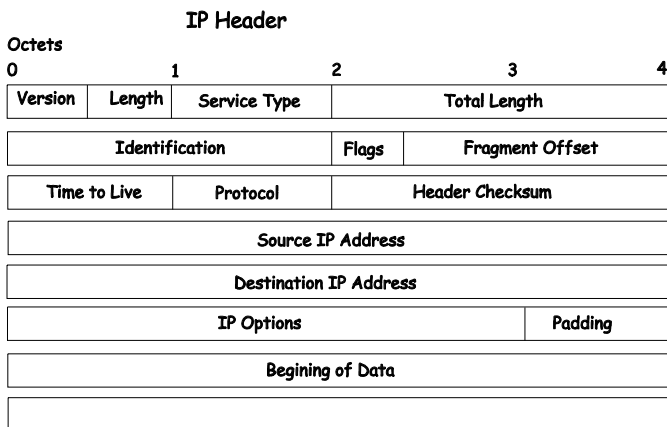 IP Header
Octets
0 1 2 3 4
Version Length Service Type Total Length
Identification Flags Fragment Offset
Time to Live Protocol Header Checksum
Source IP Address
Destination IP Address
IP Options Padding
Begining of Data